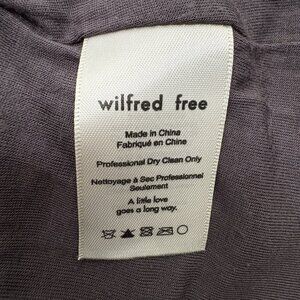 wilfred free
Made in China
Fabriqué en Chine
Professional Dry Clean Only
Nettoyage à Sec Professionnel
Seulement
A little love
goes a long way.